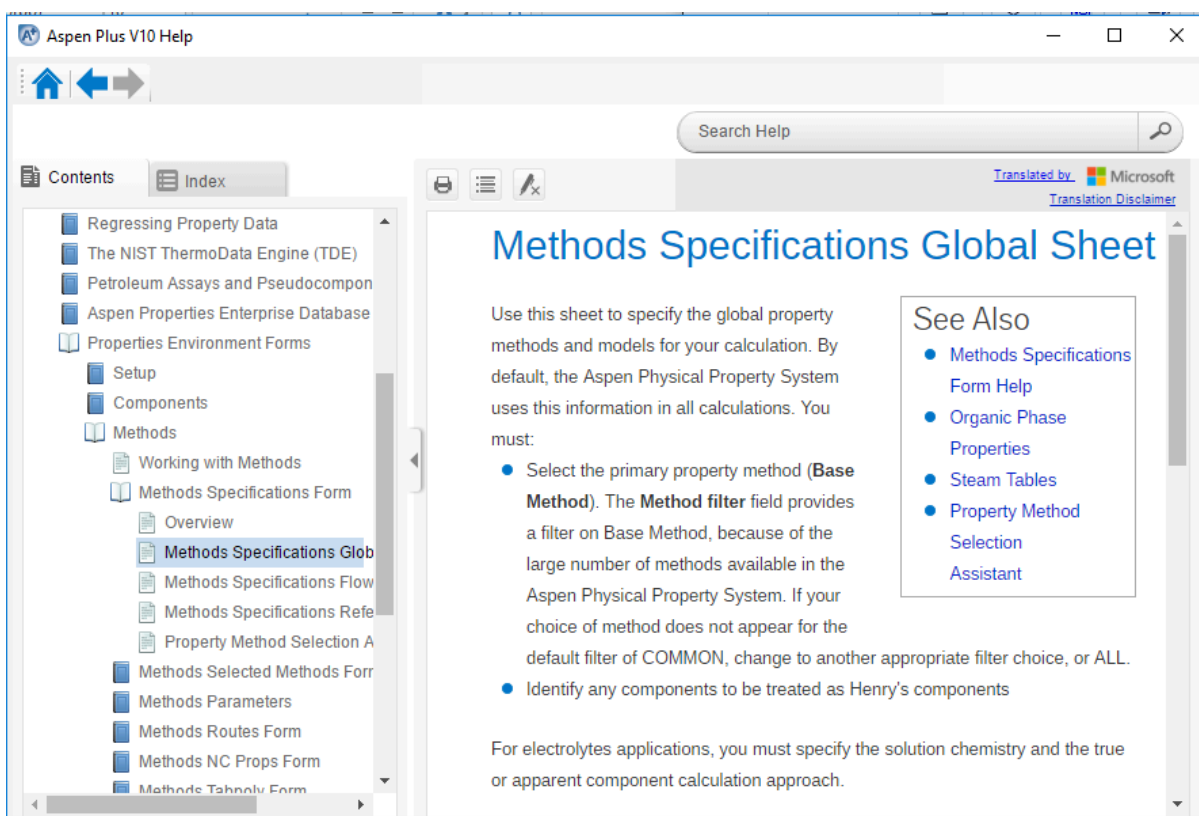 Aspen Plus V10 Help
Search Help
Contents
Index
Translated by Microsoft
Translation Disclaimer
Regressing Property Data
The NIST ThermoData Engine (TDE)
Petroleum Assays and Pseudocompon
Aspen Properties Enterprise Database
Properties Environment Forms
Setup
Components
Methods
Working with Methods
Methods Specifications Form
Overview
Methods Specifications Glob
Methods Specifications Flow
Methods Specifications Refe
Property Method Selection A
Methods Selected Methods Forr
Methods Parameters
Methods Routes Form
Methods NC Props Form
Methods Tabpoly Form
Methods Specifications Global Sheet
Use this sheet to specify the global property
methods and models for your calculation. By
default, the Aspen Physical Property System
uses this information in all calculations. You
must:
Select the primary property method (Base
Method). The Method filter field provides
a filter on Base Method, because of the
large number of methods available in the
Aspen Physical Property System. If your
choice of method does not appear for the
default filter of COMMON, change to another appropriate filter choice, or ALL.
Identify any components to be treated as Henry's components
For electrolytes applications, you must specify the solution chemistry and the true
or apparent component calculation approach.
See Also
Methods Specifications
Form Help
Organic Phase
Properties
Steam Tables
Property Method
Selection
Assistant